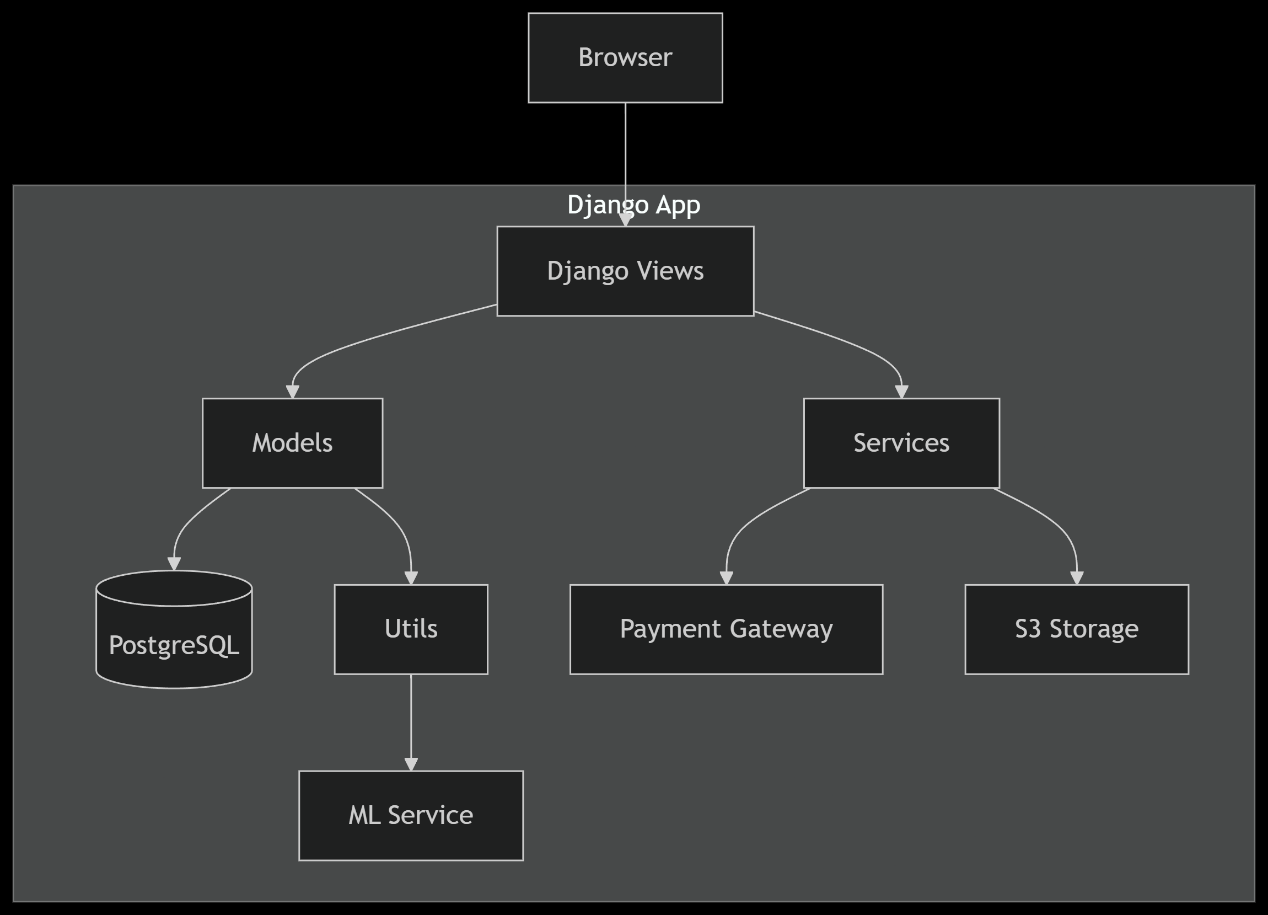 Browser
Django App
Django Views
Models
Services
PostgreSQL
Utils
Payment Gateway
S3 Storage
ML Service